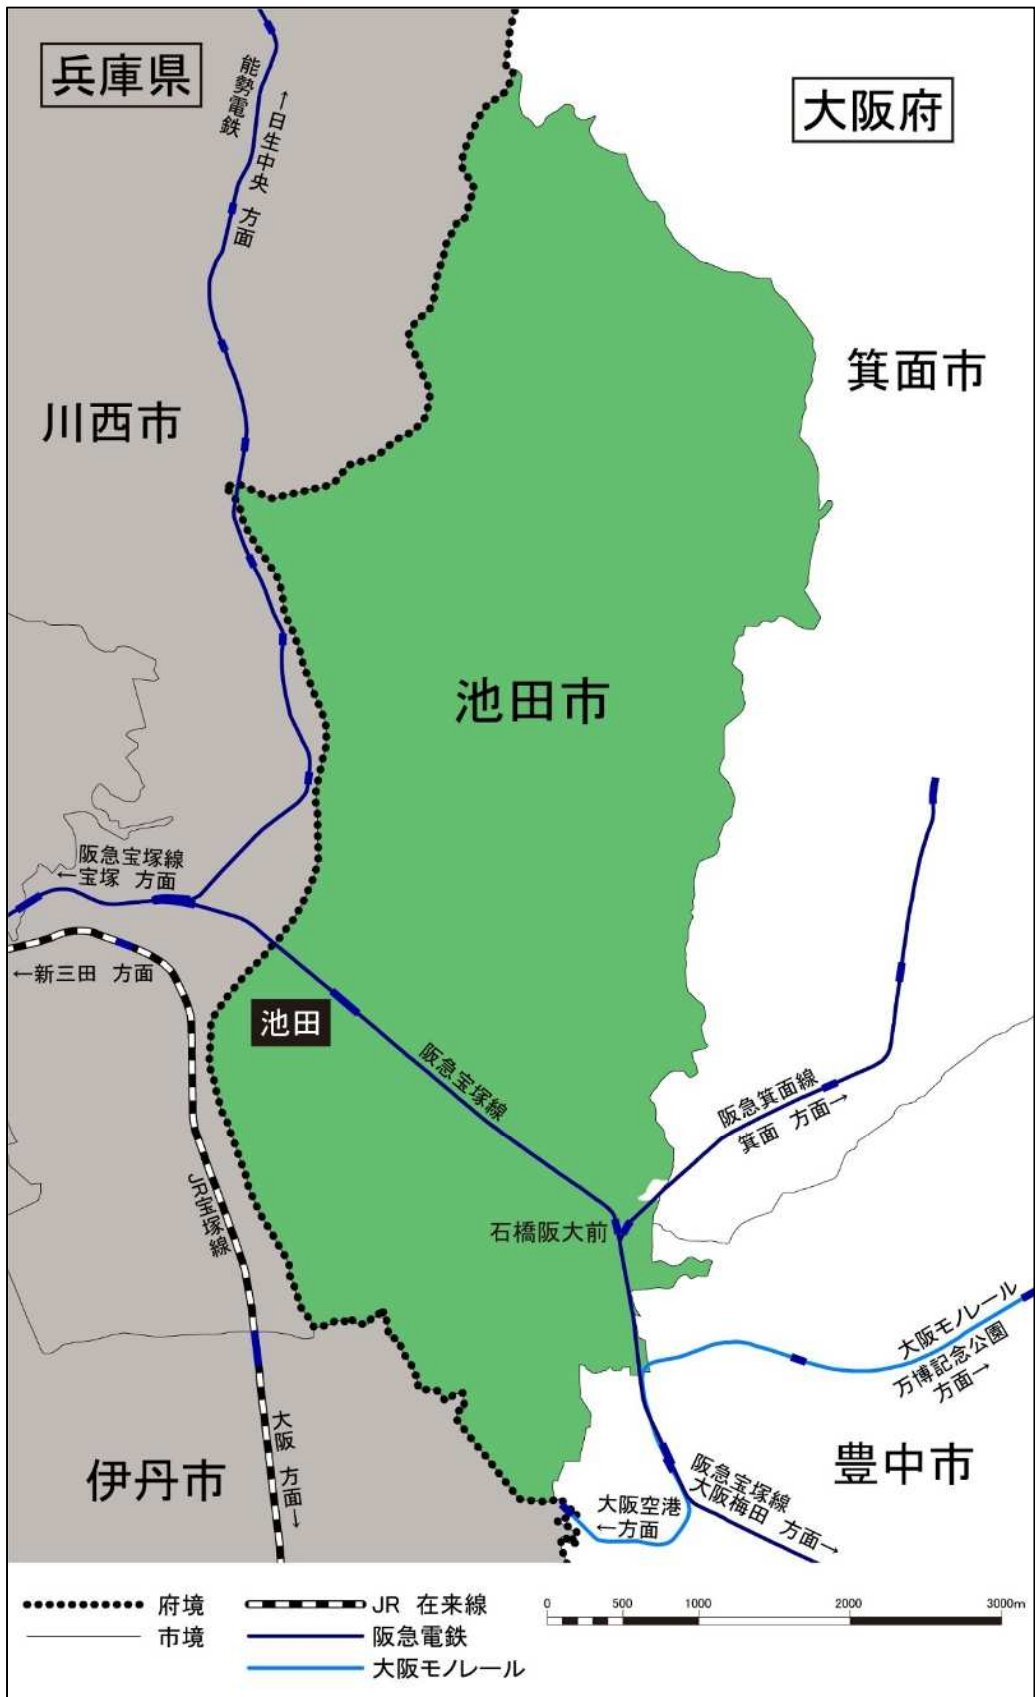 兵庫県
大阪府
能勢電鉄
←日生中央 方面
箕面市
川西市
池田市
阪急宝塚線
←宝塚 方面
←新三田 方面
池田
阪急宝塚線
阪急箕面線
箕面 方面→
JR宝塚線
石橋阪大前
大阪モノレール
万博記念公園
方面→
大阪 方面→
伊丹市
豊中市
阪急宝塚線
大阪梅田 方面→
大阪空港
←方面
府境
市境
JR 在来線
阪急電鉄
大阪モノレール
0 500 1000 2000 3000m